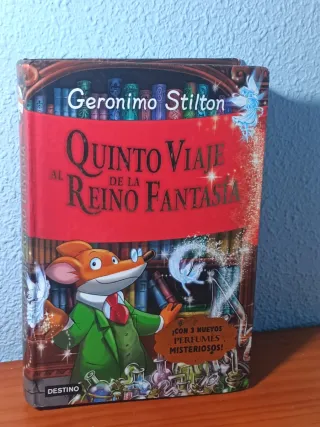 Geronimo Stilton
QUINTO VIAJE
AL DE LA
REINO FANTASÍA
¡CON 3 NUEVOS
PERFUMES
MISTERIOSOS!
DESTINO